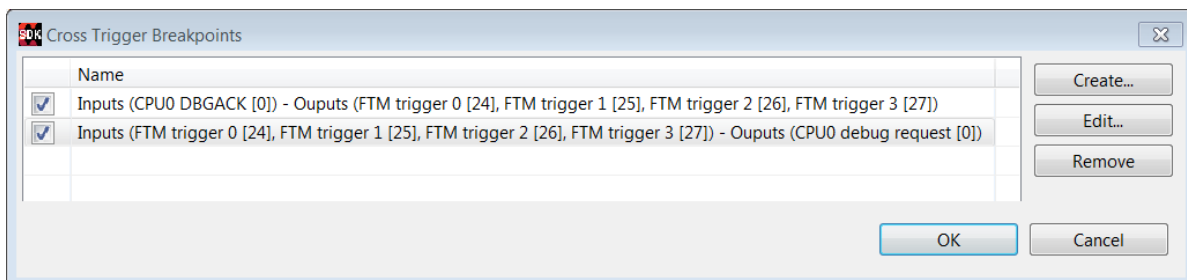 SDK Cross Trigger Breakpoints
Name
Inputs (CPU0 DBGACK [0]) - Ouputs (FTM trigger 0 [24], FTM trigger 1 [25], FTM trigger 2 [26], FTM trigger 3 [27])
Inputs (FTM trigger 0 [24], FTM trigger 1 [25], FTM trigger 2 [26], FTM trigger 3 [27]) - Ouputs (CPU0 debug request [0])
Create...
Edit...
Remove
OK
Cancel